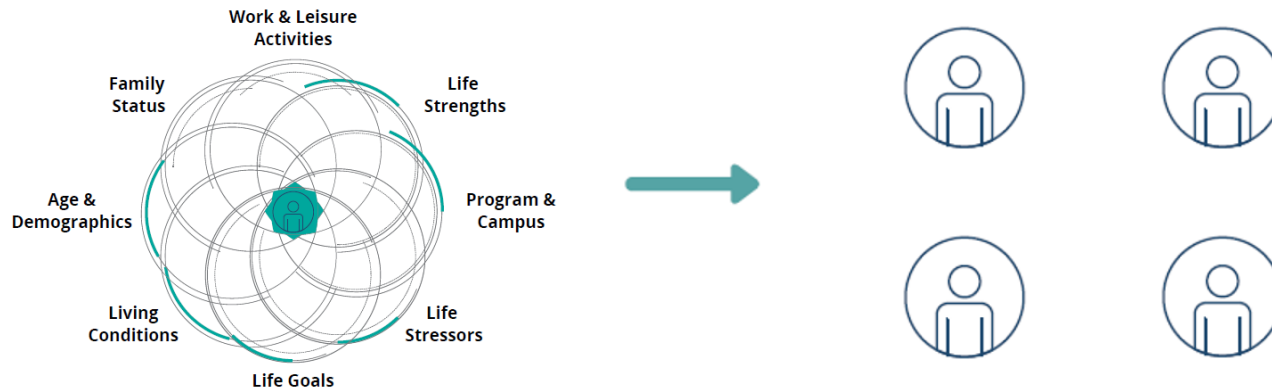 Work & Leisure
Activities
Family
Status
Life
Strengths
Age &
Demographics
Program &
Campus
Living
Conditions
Life
Stressors
Life Goals